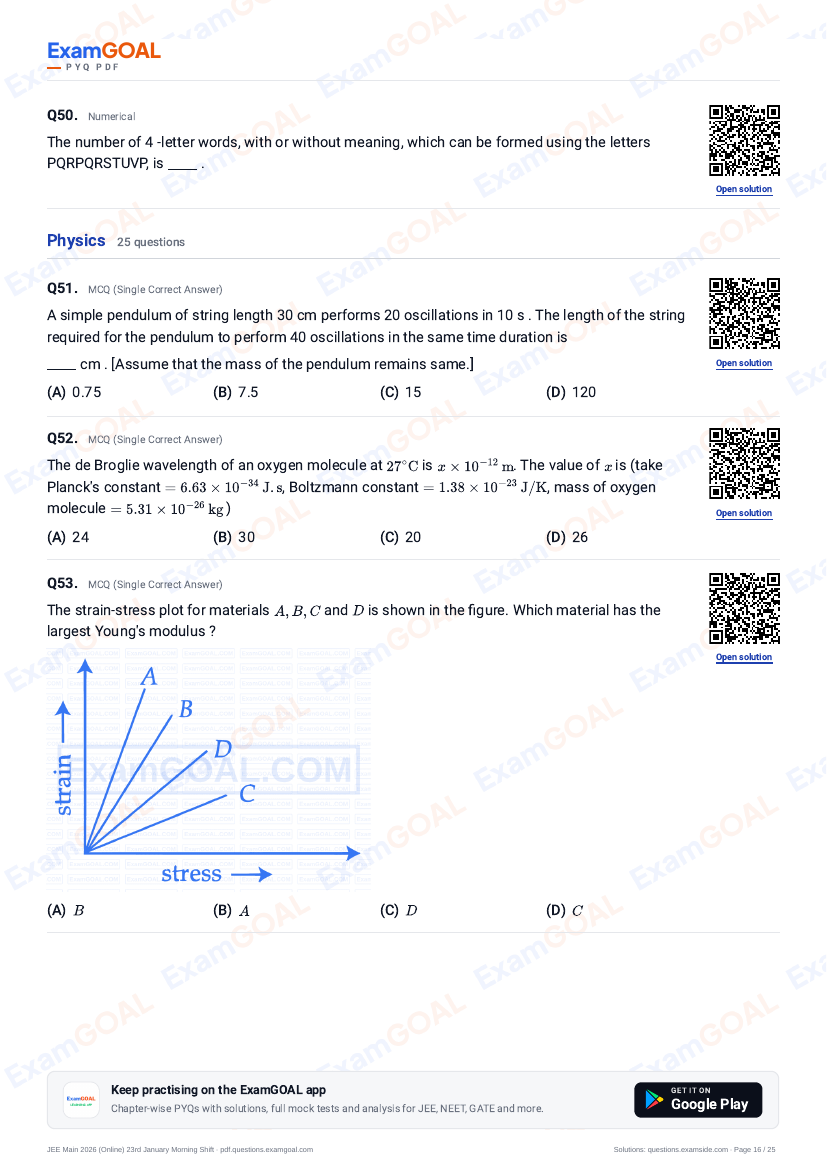 ExamGOAL
PYQ PDF
Q50. Numerical
The number of 4 -letter words, with or without meaning, which can be formed using the letters
PQRPQRSTUVP, is ____ .
Open solution
Physics 25 questions
Q51. MCQ (Single Correct Answer)
A simple pendulum of string length 30 cm performs 20 oscillations in 10 s . The length of the string
required for the pendulum to perform 40 oscillations in the same time duration is
____ cm . [Assume that the mass of the pendulum remains same.]
(A) 0.75 (B) 7.5 (C) 15 (D) 120
Open solution
Q52. MCQ (Single Correct Answer)
The de Broglie wavelength of an oxygen molecule at 27°C is x × 10⁻¹² m. The value of x is (take
Planck's constant = 6.63 × 10⁻³⁴ J.s, Boltzmann constant = 1.38 × 10⁻²³ J/K, mass of oxygen
molecule = 5.31 × 10⁻²⁶ kg)
(A) 24 (B) 30 (C) 20 (D) 26
Open solution
Q53. MCQ (Single Correct Answer)
The strain-stress plot for materials A, B, C and D is shown in the figure. Which material has the
largest Young's modulus ?
Open solution
A
B
D
C
strain
stress
ExamGOAL.COM
(A) B (B) A (C) D (D) C
Keep practising on the ExamGOAL app
Chapter-wise PYQs with solutions, full mock tests and analysis for JEE, NEET, GATE and more.
GET IT ON
Google Play
JEE Main 2026 (Online) 23rd January Morning Shift · pdf.questions.examgoal.com
Solutions: questions.examside.com · Page 16 / 25